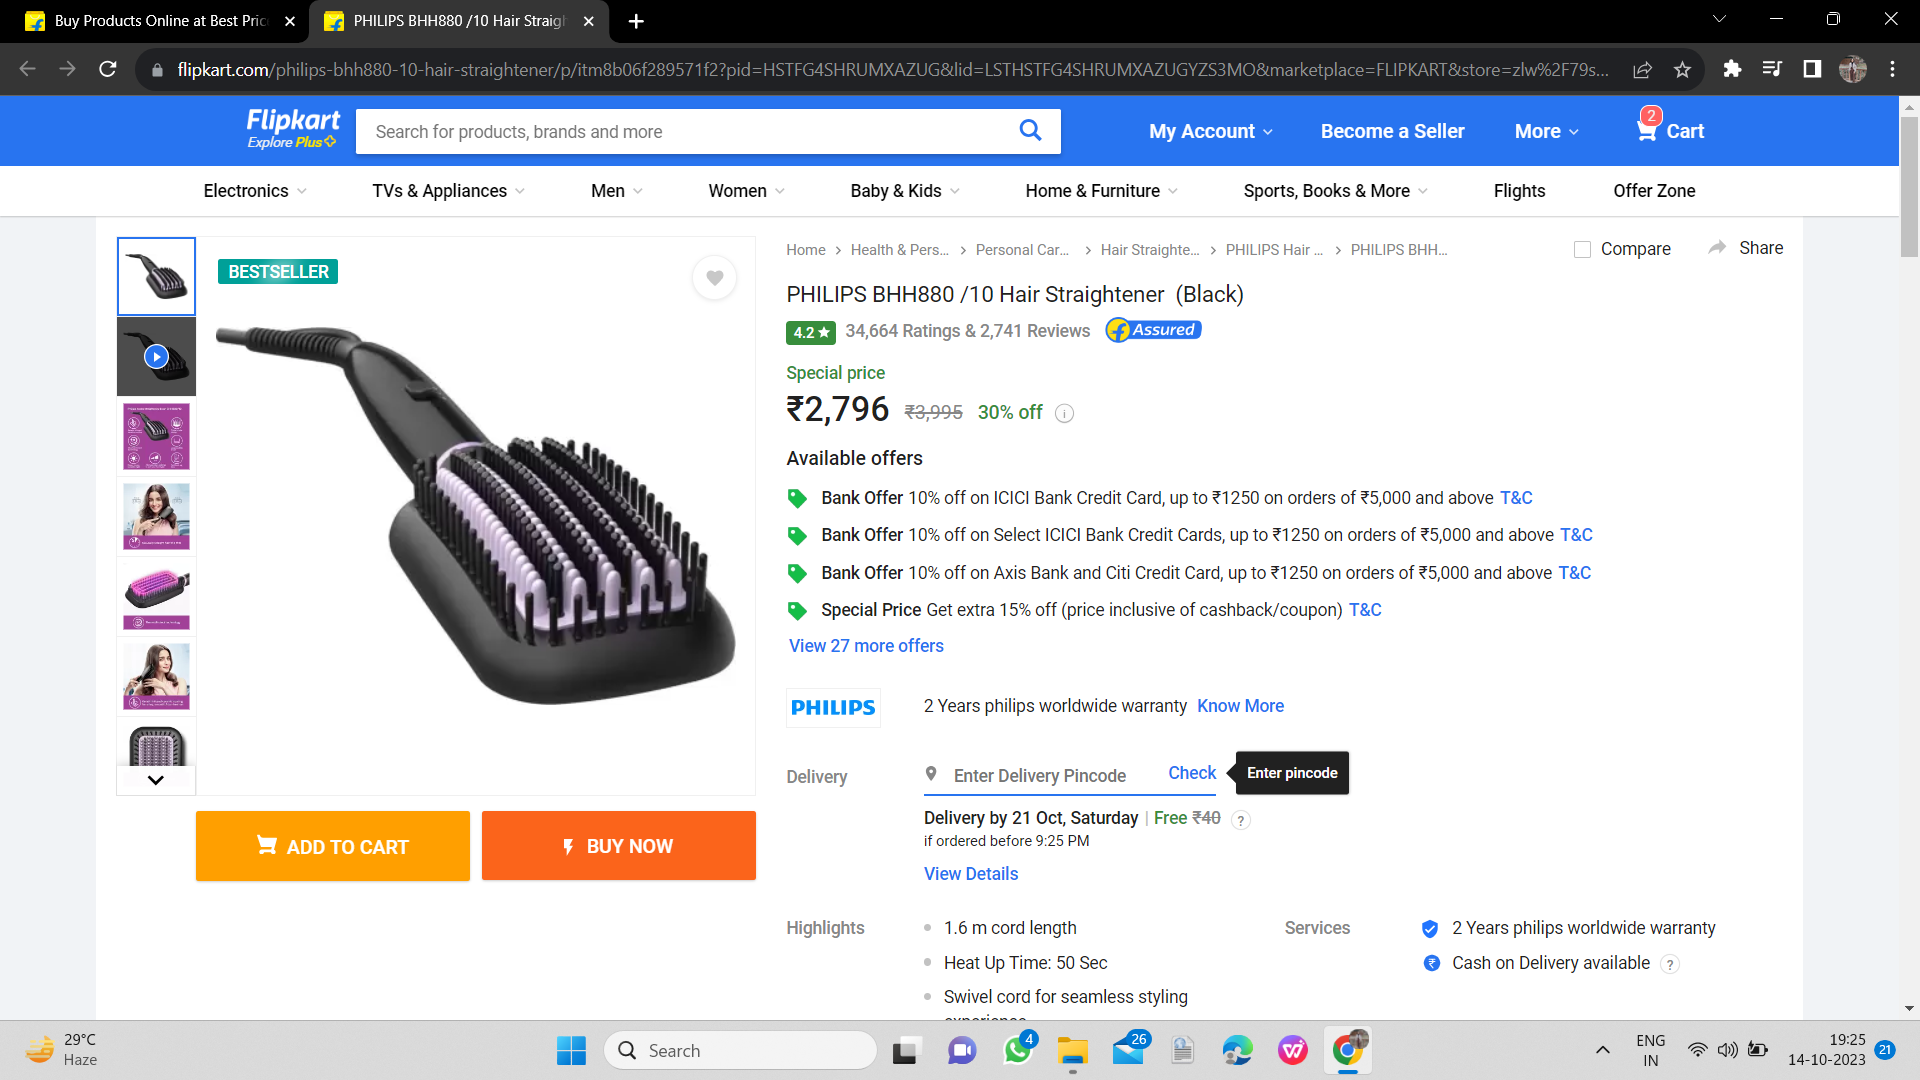 Buy Products Online at Best Pric
PHILIPS BHH880 /10 Hair Straigh
flipkart.com/philips-bhh880-10-hair-straightener/p/itm8b06f289571f2?pid=HSTFG4SHRUMXAZUG&lid=LSTHSTFG4SHRUMXAZUGYZS3MO&marketplace=FLIPKART&store=zlw%2F79s...
Flipkart
Explore Plus
Search for products, brands and more
My Account
Become a Seller
More
2
Cart
Electronics
TVs & Appliances
Men
Women
Baby & Kids
Home & Furniture
Sports, Books & More
Flights
Offer Zone
BESTSELLER
Home
Health & Pers...
Personal Car...
Hair Straighte...
PHILIPS Hair ...
PHILIPS BHH...
Compare
Share
PHILIPS BHH880 /10 Hair Straightener (Black)
4.2★ 34,664 Ratings & 2,741 Reviews Assured
Special price
₹2,796 ₹3,995 30% off
Available offers
Bank Offer 10% off on ICICI Bank Credit Card, up to ₹1250 on orders of ₹5,000 and above T&C
Bank Offer 10% off on Select ICICI Bank Credit Cards, up to ₹1250 on orders of ₹5,000 and above T&C
Bank Offer 10% off on Axis Bank and Citi Credit Card, up to ₹1250 on orders of ₹5,000 and above T&C
Special Price Get extra 15% off (price inclusive of cashback/coupon) T&C
View 27 more offers
PHILIPS
2 Years philips worldwide warranty Know More
Delivery
Enter Delivery Pincode
Check
Enter pincode
Delivery by 21 Oct, Saturday | Free ₹40 ?
if ordered before 9:25 PM
View Details
ADD TO CART
BUY NOW
Highlights
1.6 m cord length
Heat Up Time: 50 Sec
Swivel cord for seamless styling
experience
Services
2 Years philips worldwide warranty
Cash on Delivery available ?
29°C
Haze
Search
4
26
ENG
IN
19:25
14-10-2023
21